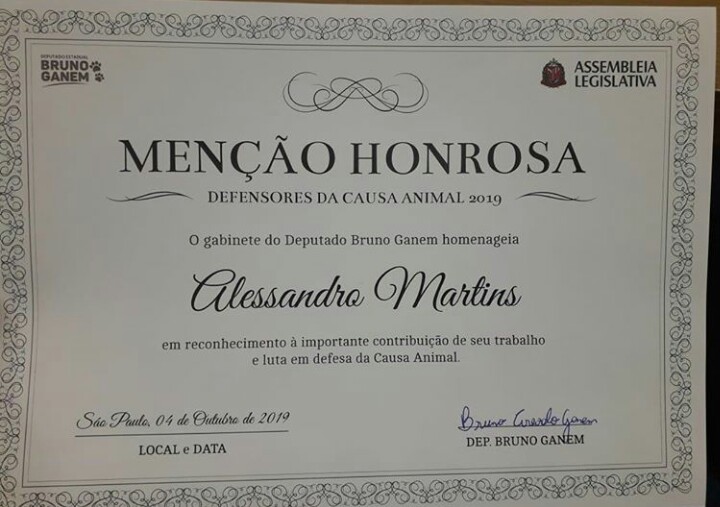 DEPUTADO ESTADUAL
BRUNO
GANEM
ASSEMBLEIA
LEGISLATIVA
MENÇÃO HONROSA
DEFENSORES DA CAUSA ANIMAL 2019
O gabinete do Deputado Bruno Ganem homenageia
Alessandro Martins
em reconhecimento à importante contribuição de seu trabalho
e luta em defesa da Causa Animal.
São Paulo, 04 de Outubro de 2019
LOCAL e DATA
Bruno Ganem
DEP. BRUNO GANEM